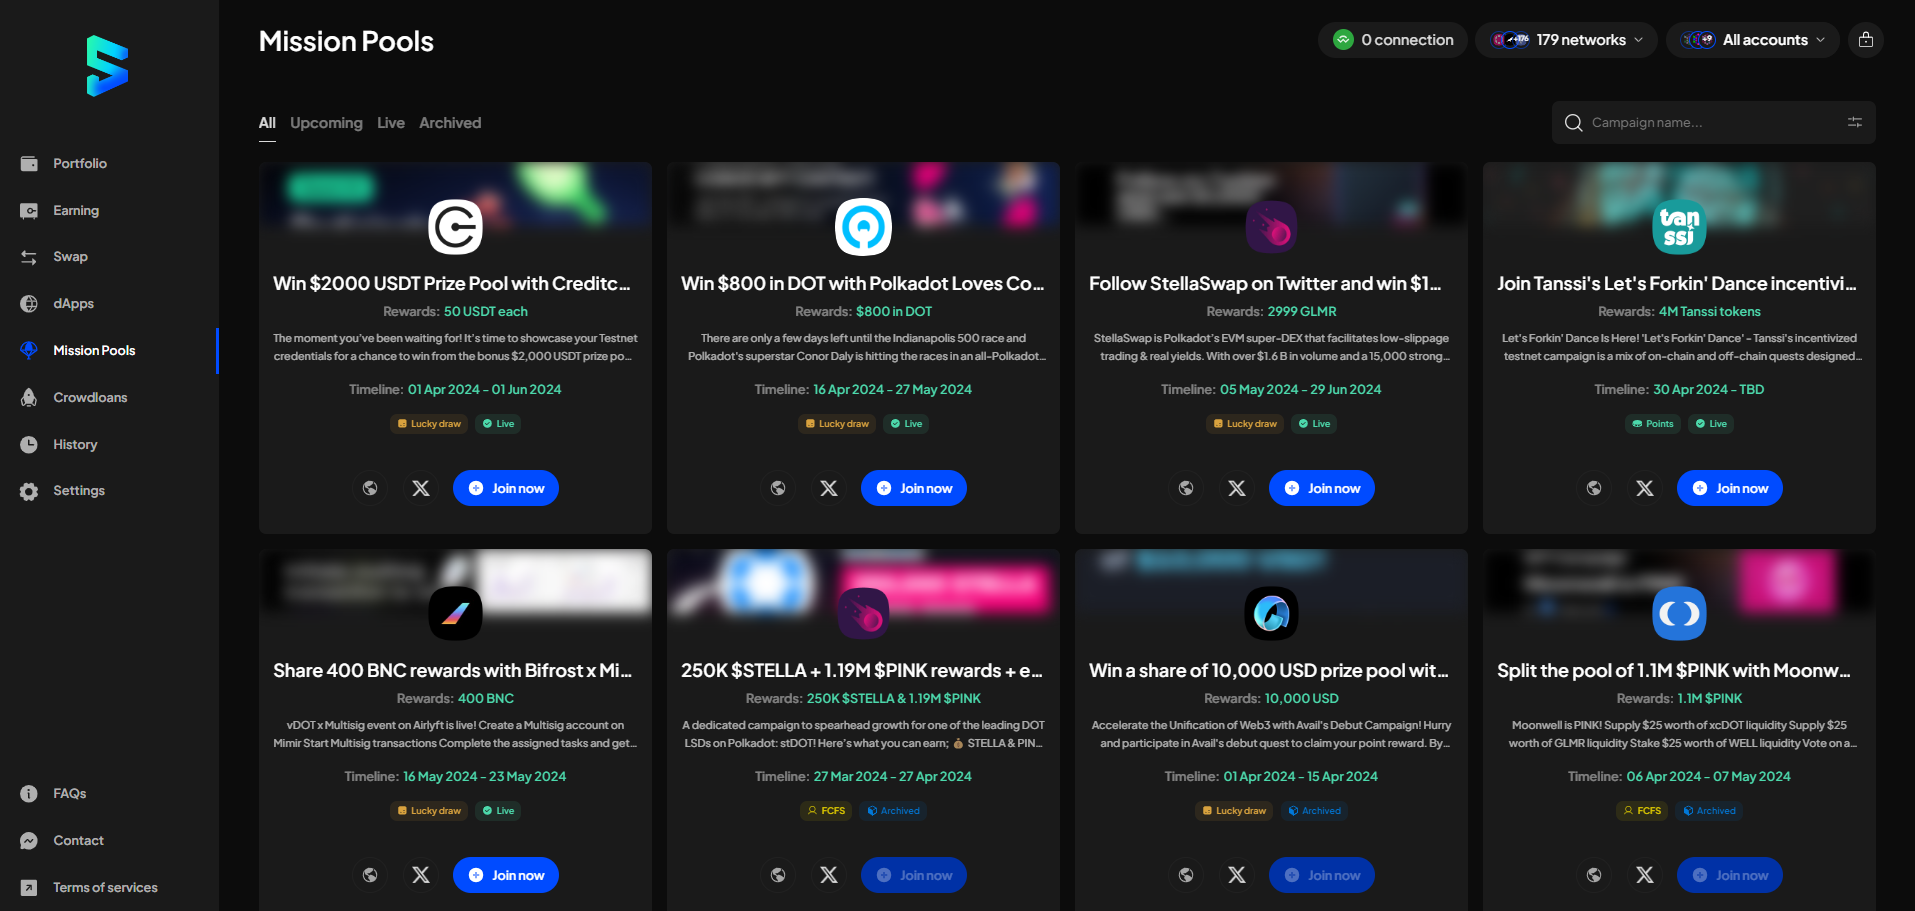 Mission Pools
0 connection
+176
179 networks
+9
All accounts
Portfolio
Earning
Swap
dApps
Mission Pools
Crowdloans
History
Settings
FAQs
Contact
Terms of services
All
Upcoming
Live
Archived
Campaign name...
Win $2000 USDT Prize Pool with Creditc...
Rewards: 50 USDT each
The moment you've been waiting for! It's time to showcase your Testnet
credentials for a chance to win from the bonus $2,000 USDT prize po...
Timeline: 01 Apr 2024 - 01 Jun 2024
Lucky draw
Live
Join now
Win $800 in DOT with Polkadot Loves Co...
Rewards: $800 in DOT
There are only a few days left until the Indianapolis 500 race and
Polkadot's superstar Conor Daly is hitting the races in an all-Polkadot...
Timeline: 16 Apr 2024 - 27 May 2024
Lucky draw
Live
Join now
Follow StellaSwap on Twitter and win $1...
Rewards: 2999 GLMR
StellaSwap is Polkadot's EVM super-DEX that facilitates low-slippage
trading & real yields. With over $1.6 B in volume and a 15,000 strong...
Timeline: 05 May 2024 - 29 Jun 2024
Lucky draw
Live
Join now
tan
ssi
Join Tanssi's Let's Forkin' Dance incentivi...
Rewards: 4M Tanssi tokens
Let's Forkin' Dance Is Here! 'Let's Forkin' Dance' - Tanssi's incentivized
testnet campaign is a mix of on-chain and off-chain quests designed...
Timeline: 30 Apr 2024 - TBD
Points
Live
Join now
Share 400 BNC rewards with Bifrost x Mi...
Rewards: 400 BNC
vDOT x Multisig event on Airlyft is live! Create a Multisig account on
Mimir Start Multisig transactions Complete the assigned tasks and get...
Timeline: 16 May 2024 - 23 May 2024
Lucky draw
Live
Join now
250K $STELLA + 1.19M $PINK rewards + e...
Rewards: 250K $STELLA & 1.19M $PINK
A dedicated campaign to spearhead growth for one of the leading DOT
LSDs on Polkadot: stDOT! Here's what you can earn; 💰 STELLA & PIN...
Timeline: 27 Mar 2024 - 27 Apr 2024
FCFS
Archived
Join now
Win a share of 10,000 USD prize pool wit...
Rewards: 10,000 USD
Accelerate the Unification of Web3 with Avail's Debut Campaign! Hurry
and participate in Avail's debut quest to claim your point reward. By...
Timeline: 01 Apr 2024 - 15 Apr 2024
Lucky draw
Archived
Join now
Split the pool of 1.1M $PINK with Moonw...
Rewards: 1.1M $PINK
Moonwell is PINK! Supply $25 worth of xcDOT liquidity Supply $25
worth of GLMR liquidity Stake $25 worth of WELL liquidity Vote on a...
Timeline: 06 Apr 2024 - 07 May 2024
FCFS
Archived
Join now